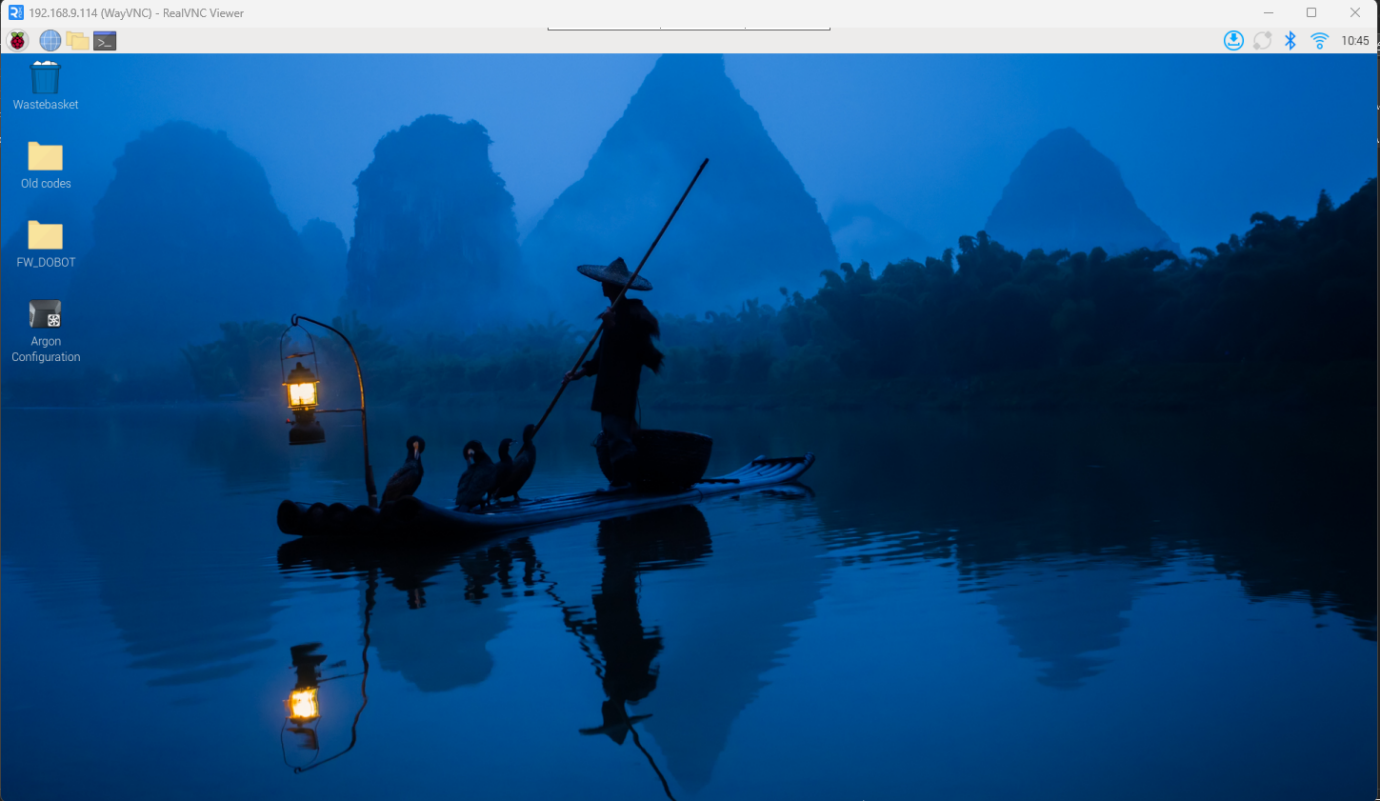 192.168.9.114 (WayVNC) - RealVNC Viewer
10:45
Wastebasket
Old codes
FW_DOBOT
Argon
Configuration